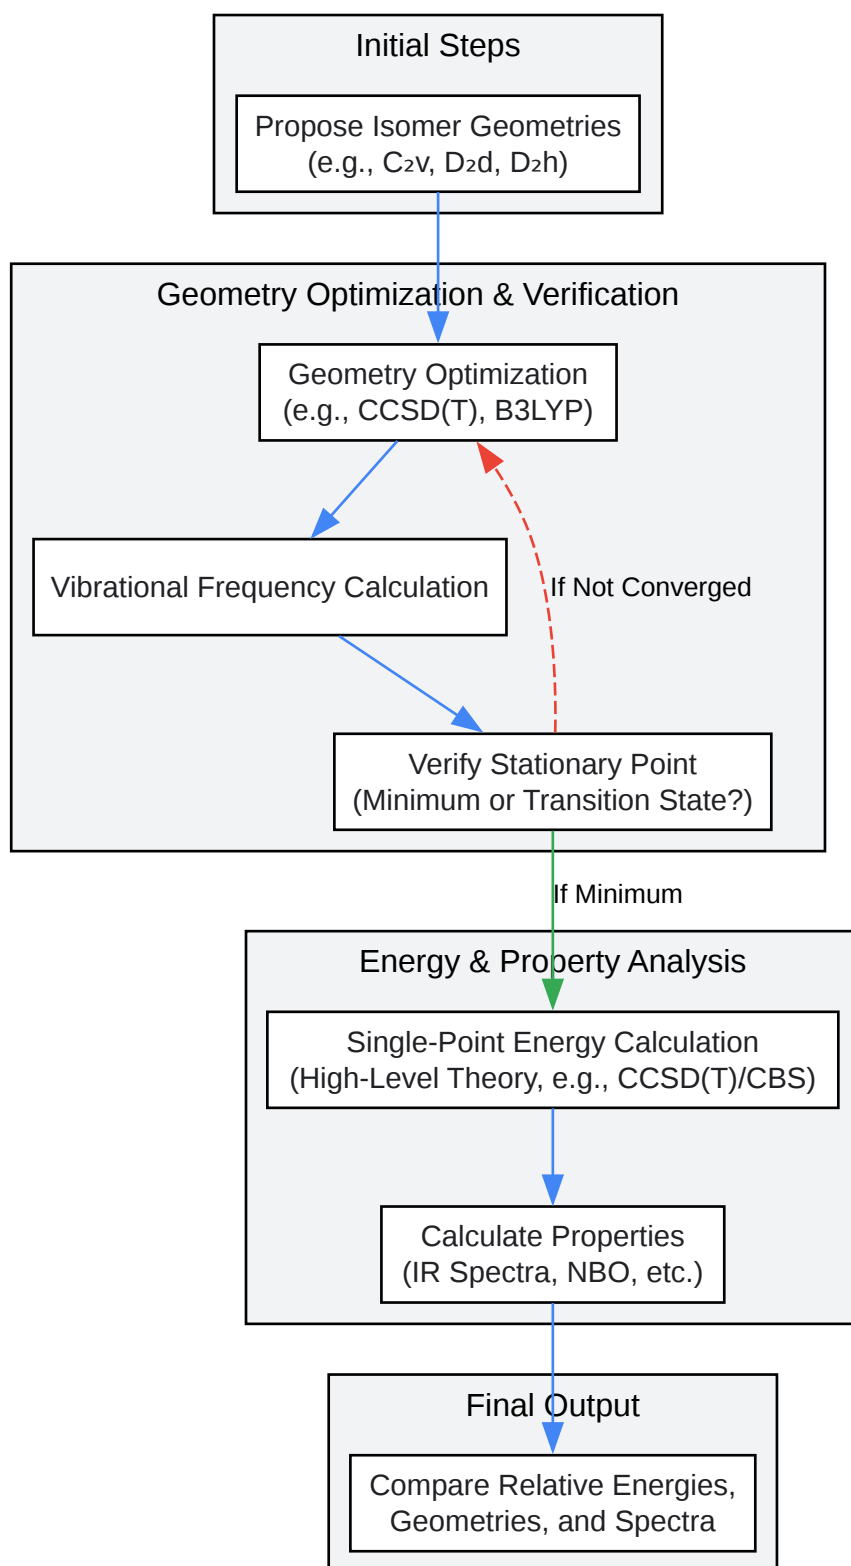 Initial Steps
Propose Isomer Geometries
(e.g., C₂v, D₂d, D₂h)
Geometry Optimization & Verification
Geometry Optimization
(e.g., CCSD(T), B3LYP)
Vibrational Frequency Calculation
If Not Converged
Verify Stationary Point
(Minimum or Transition State?)
If Minimum
Energy & Property Analysis
Single-Point Energy Calculation
(High-Level Theory, e.g., CCSD(T)/CBS)
Calculate Properties
(IR Spectra, NBO, etc.)
Final Output
Compare Relative Energies,
Geometries, and Spectra